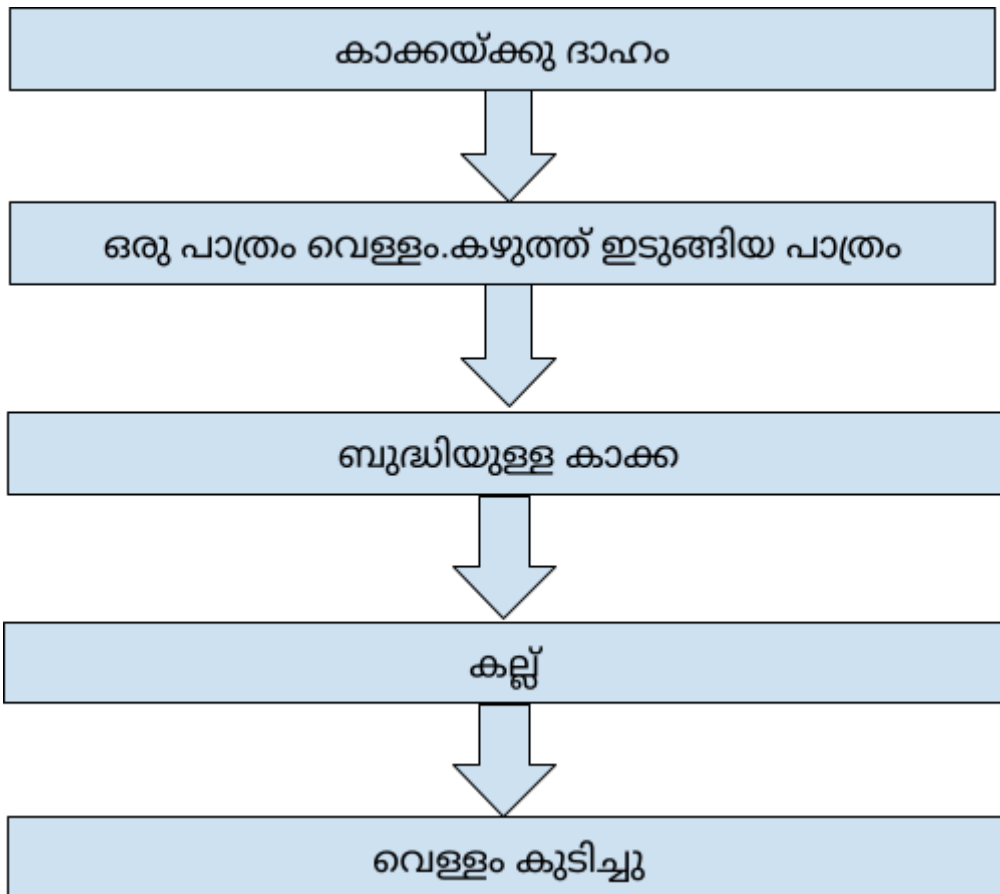 കാക്കയ്ക്കു ദാഹം
ഒരു പാത്രം വെള്ളം.കഴുത്ത് ഇടുങ്ങിയ പാത്രം
ബുദ്ധിയുള്ള കാക്ക
കല്ല്
വെള്ളം കുടിച്ചു